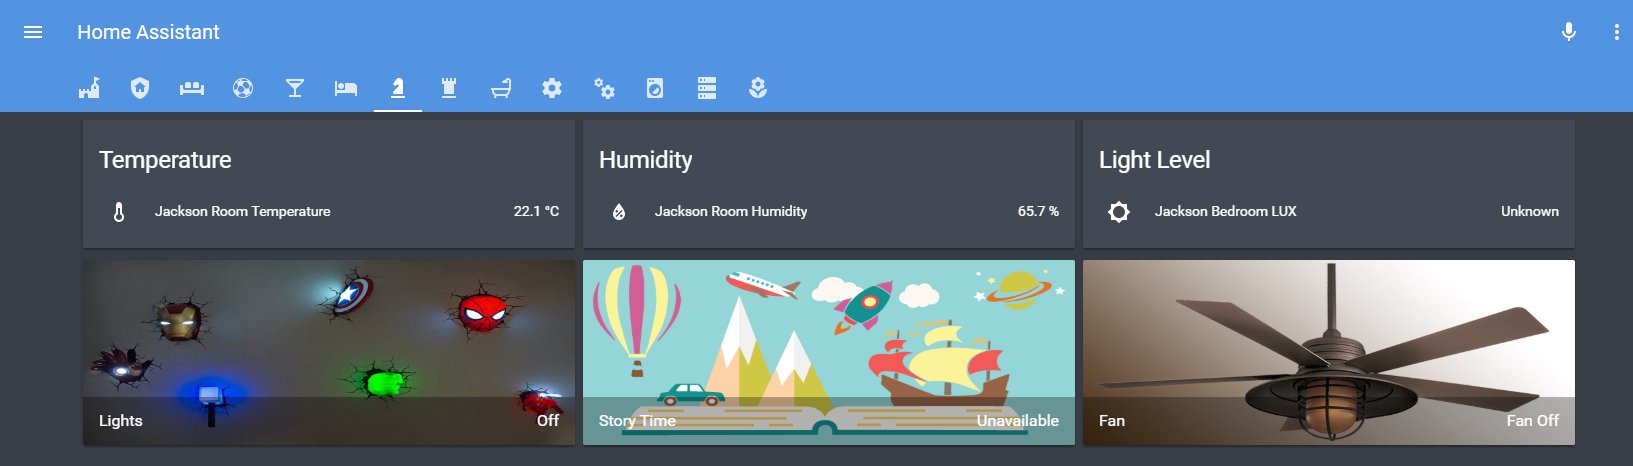 Home Assistant
Temperature
Jackson Room Temperature 22.1 °C
Humidity
Jackson Room Humidity 65.7 %
Light Level
Jackson Bedroom LUX Unknown
Lights Off
Story Time Unavailable
Fan Fan Off